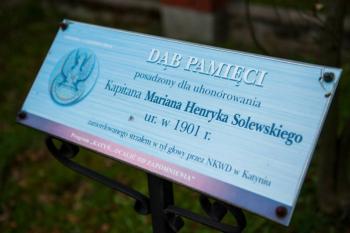 DĄB PAMIĘCI
posadzony dla uhonorowania
Kapitana Mariana Henryka Solewskiego
ur. w 1901 r.
zamordowanego strzałem w tył głowy przez NKWD w Katyniu
Program „KATYŃ... OCALIĆ OD ZAPOMNIENIA”